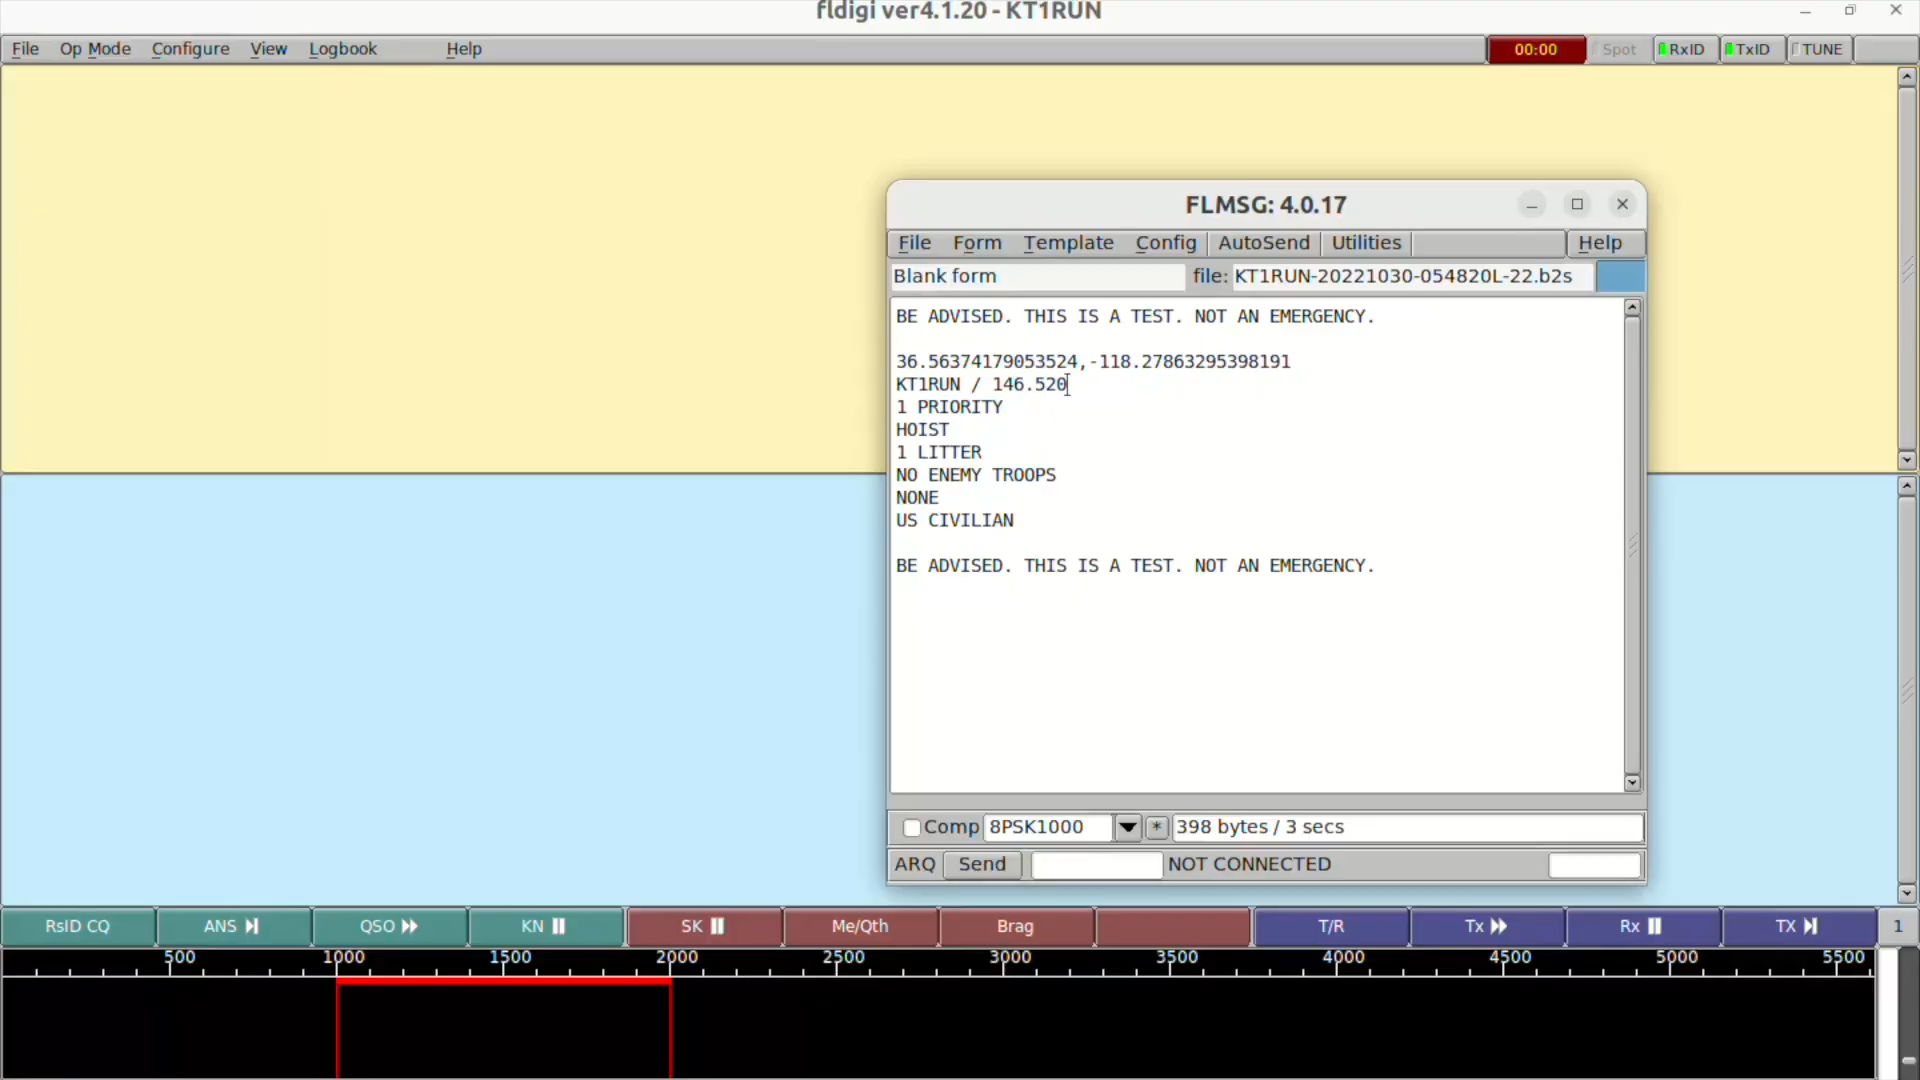 fldigi ver4.1.20 - KT1RUN
File Op Mode Configure View Logbook Help 00:00 Spot RxID TxID TUNE
FLMSG: 4.0.17
File Form Template Config AutoSend Utilities Help
Blank form file: KT1RUN-20221030-054820L-22.b2s
BE ADVISED. THIS IS A TEST. NOT AN EMERGENCY.
36.56374179053524,-118.27863295398191
KT1RUN / 146.520
1 PRIORITY
HOIST
1 LITTER
NO ENEMY TROOPS
NONE
US CIVILIAN
BE ADVISED. THIS IS A TEST. NOT AN EMERGENCY.
Comp 8PSK1000 * 398 bytes / 3 secs
ARQ Send NOT CONNECTED
RsID CQ ANS QSO KN SK Me/Qth Brag T/R Tx Rx TX 1
500 1000 1500 2000 2500 3000 3500 4000 4500 5000 5500